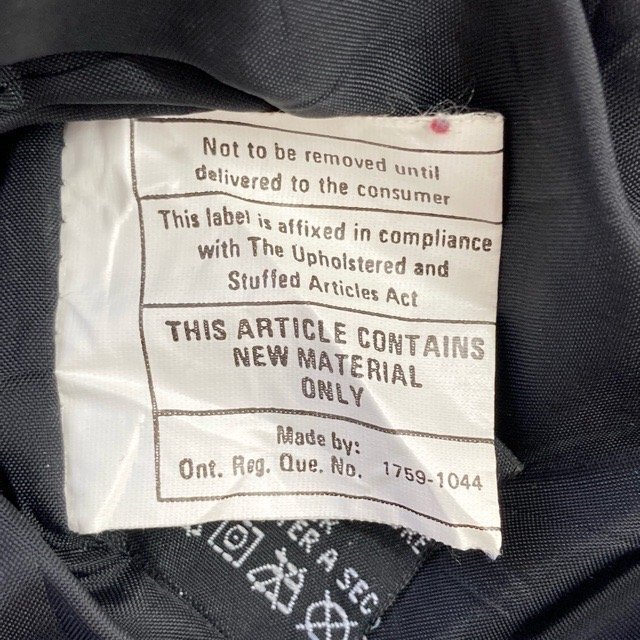 Not to be removed until
delivered to the consumer
This label is affixed in compliance
with The Upholstered and
Stuffed Articles Act
THIS ARTICLE CONTAINS
NEW MATERIAL
ONLY
Made by:
Ont. Reg. Que. No. 1759-1044
A SEC